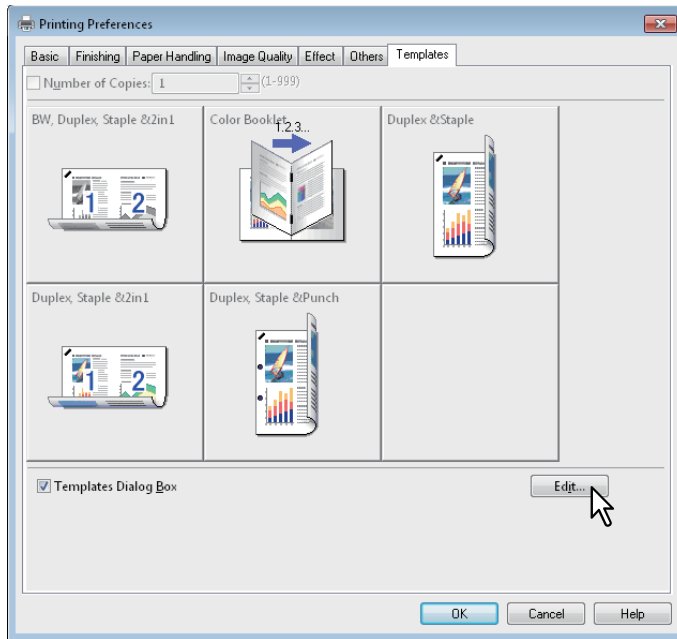 Printing Preferences
Basic Finishing Paper Handling Image Quality Effect Others Templates
Number of Copies: 1 (1-999)
BW, Duplex, Staple &2in1
Color Booklet
Duplex &Staple
1.2.3...
1 2
Duplex, Staple &2in1
Duplex, Staple &Punch
1 2
Templates Dialog Box
Edit...
OK Cancel Help